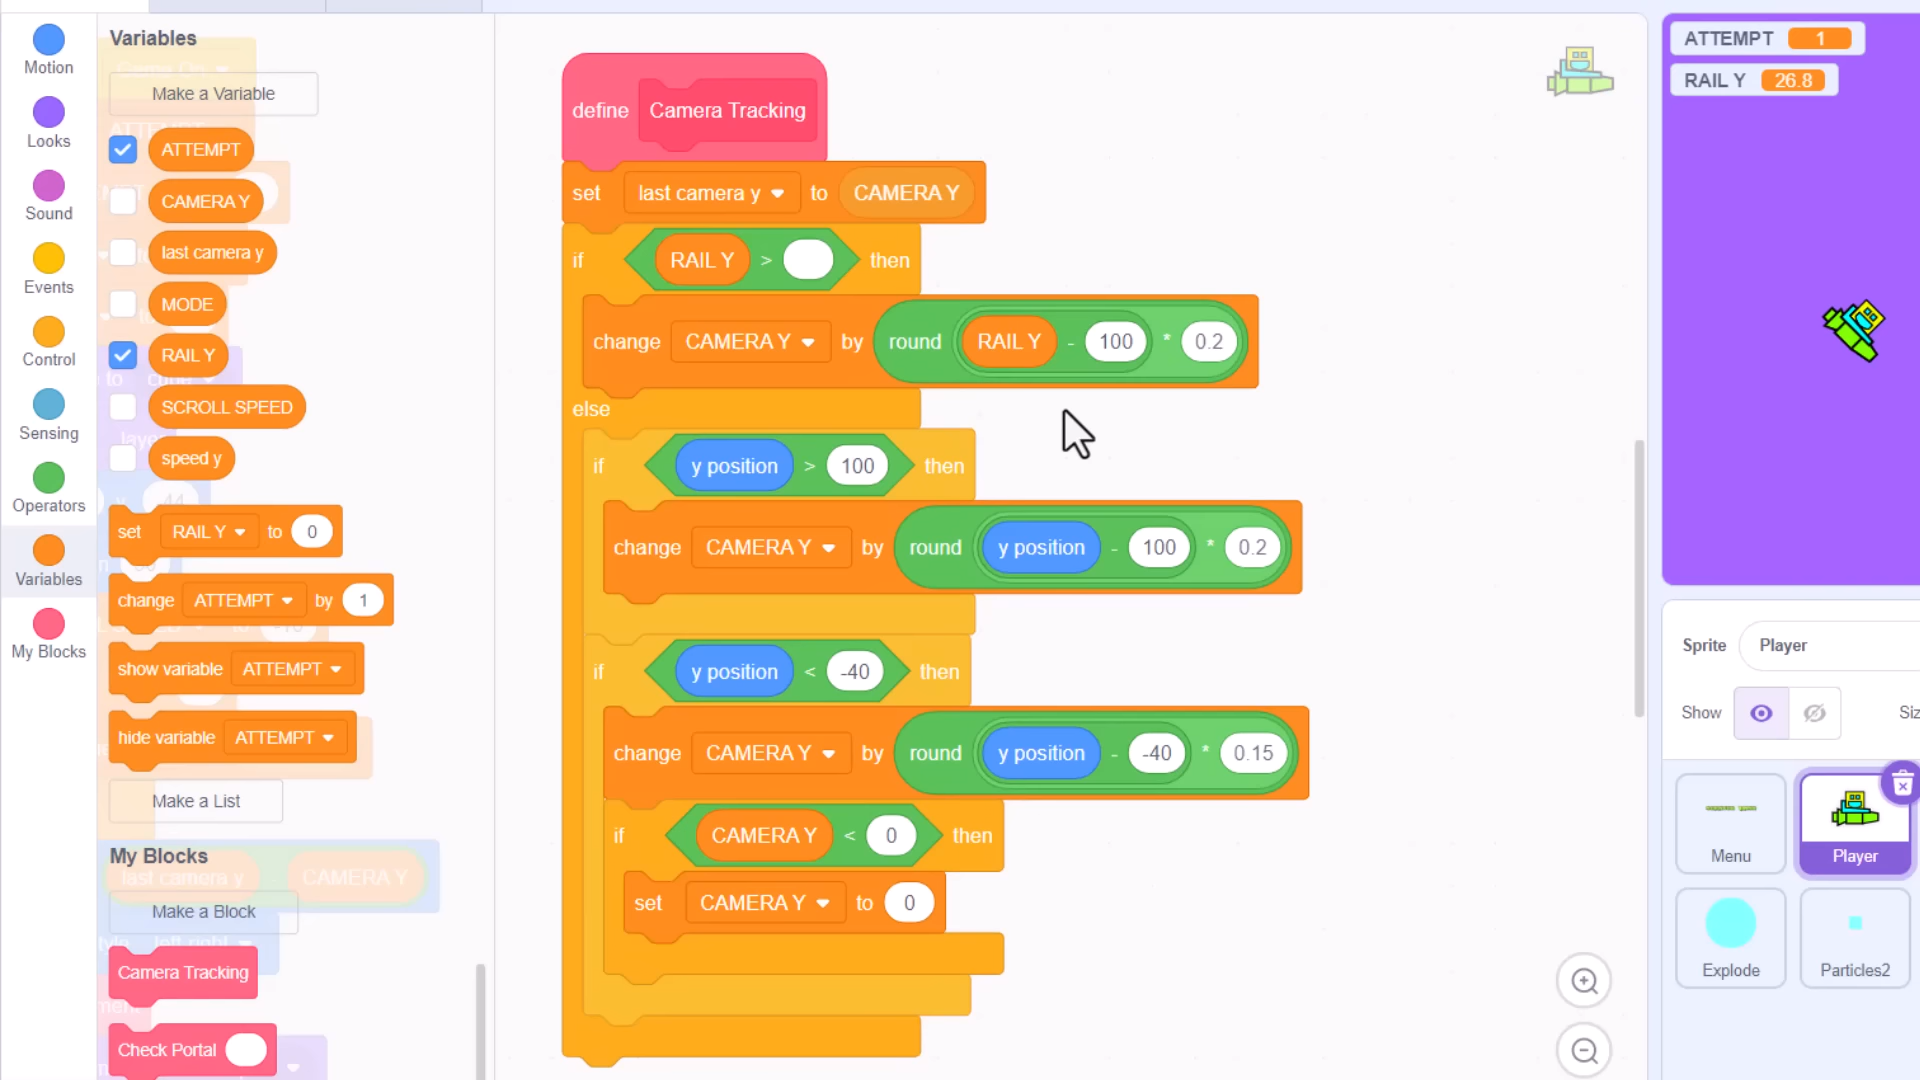 Variables
Make a Variable
ATTEMPT
CAMERA Y
last camera y
MODE
RAIL Y
SCROLL SPEED
speed y
set RAIL Y to 0
change ATTEMPT by 1
show variable ATTEMPT
hide variable ATTEMPT
Make a List
My Blocks
last camera y - CAMERA Y
Make a Block
Camera Tracking
Check Portal
Motion
Looks
Sound
Events
Control
Sensing
Operators
Variables
My Blocks
define Camera Tracking
set last camera y to CAMERA Y
if RAIL Y > then
change CAMERA Y by round RAIL Y - 100 * 0.2
else
if y position > 100 then
change CAMERA Y by round y position - 100 * 0.2
if y position < -40 then
change CAMERA Y by round y position - -40 * 0.15
if CAMERA Y < 0 then
set CAMERA Y to 0
ATTEMPT 1
RAIL Y 26.8
Sprite Player
Show
Menu
Player
Explode
Particles2